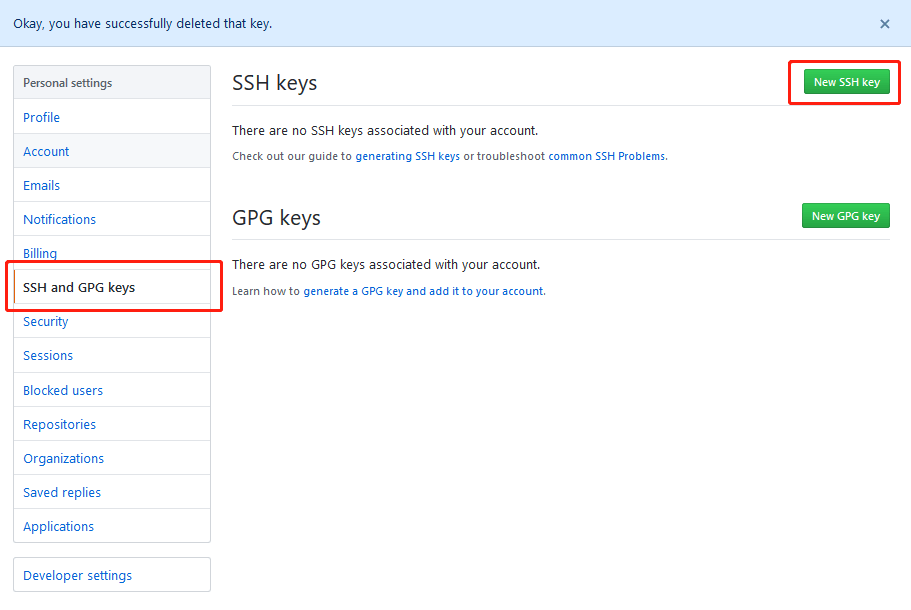 Okay, you have successfully deleted that key.
Personal settings
Profile
Account
Emails
Notifications
Billing
SSH and GPG keys
Security
Sessions
Blocked users
Repositories
Organizations
Saved replies
Applications
Developer settings
SSH keys
New SSH key
There are no SSH keys associated with your account.
Check out our guide to generating SSH keys or troubleshoot common SSH Problems.
GPG keys
New GPG key
There are no GPG keys associated with your account.
Learn how to generate a GPG key and add it to your account.